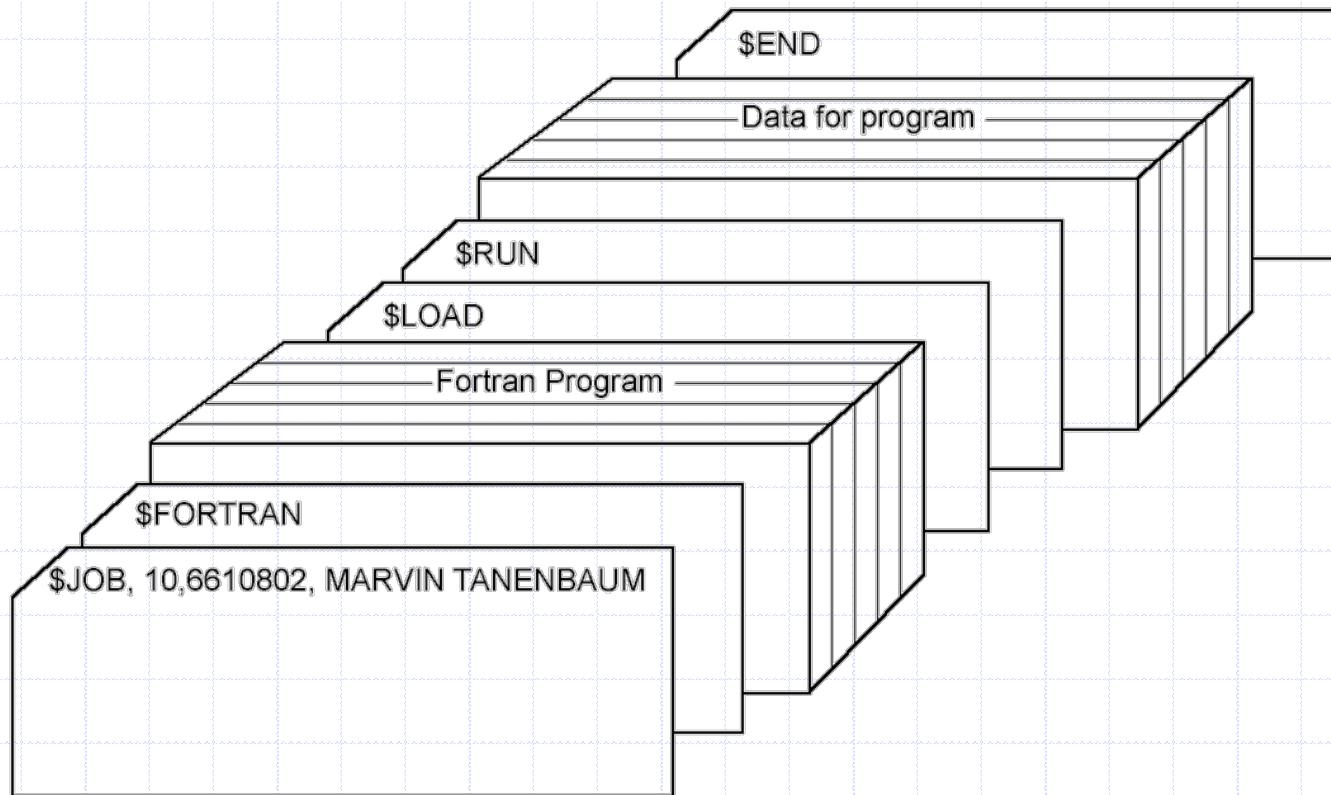 $END
Data for program
$RUN
$LOAD
Fortran Program
$FORTRAN
$JOB, 10,6610802, MARVIN TANENBAUM